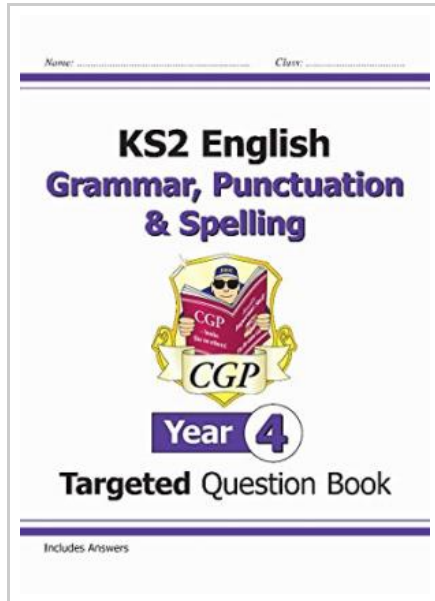 Name: ........................................ Class: ........................
KS2 English
Grammar, Punctuation
& Spelling
CGP
CGP
Year 4
Targeted Question Book
Includes Answers